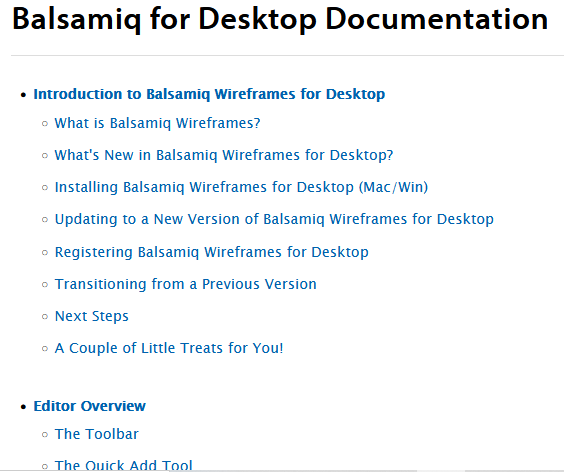 Balsamiq for Desktop Documentation
Introduction to Balsamiq Wireframes for Desktop
What is Balsamiq Wireframes?
What's New in Balsamiq Wireframes for Desktop?
Installing Balsamiq Wireframes for Desktop (Mac/Win)
Updating to a New Version of Balsamiq Wireframes for Desktop
Registering Balsamiq Wireframes for Desktop
Transitioning from a Previous Version
Next Steps
A Couple of Little Treats for You!
Editor Overview
The Toolbar
The Quick Add Tool